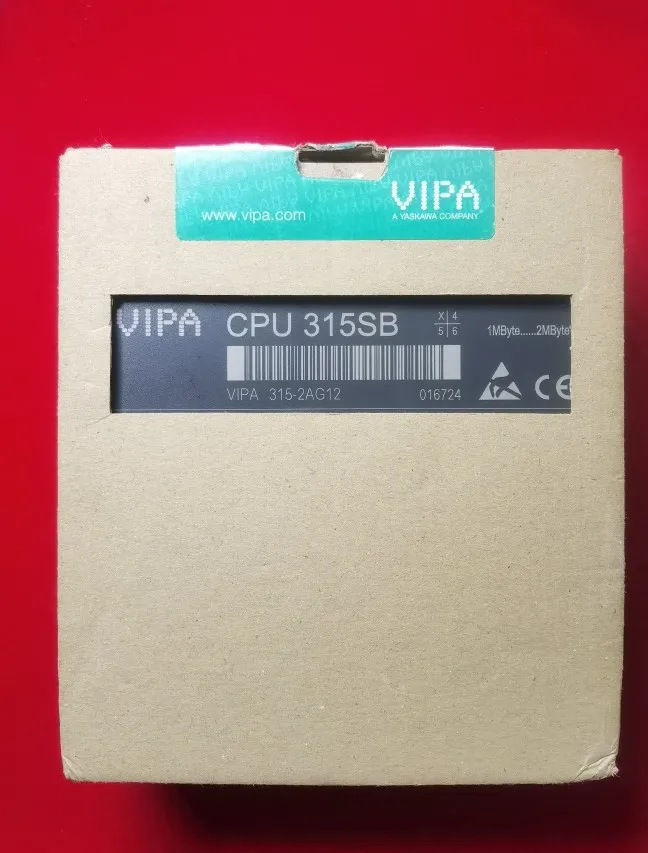 www.vipa.com
VIPA
A YASKAWA COMPANY
VIPA CPU 315SB
X 4
5 6
1MByte......2MByte
VIPA 315-2AG12 016724
CE